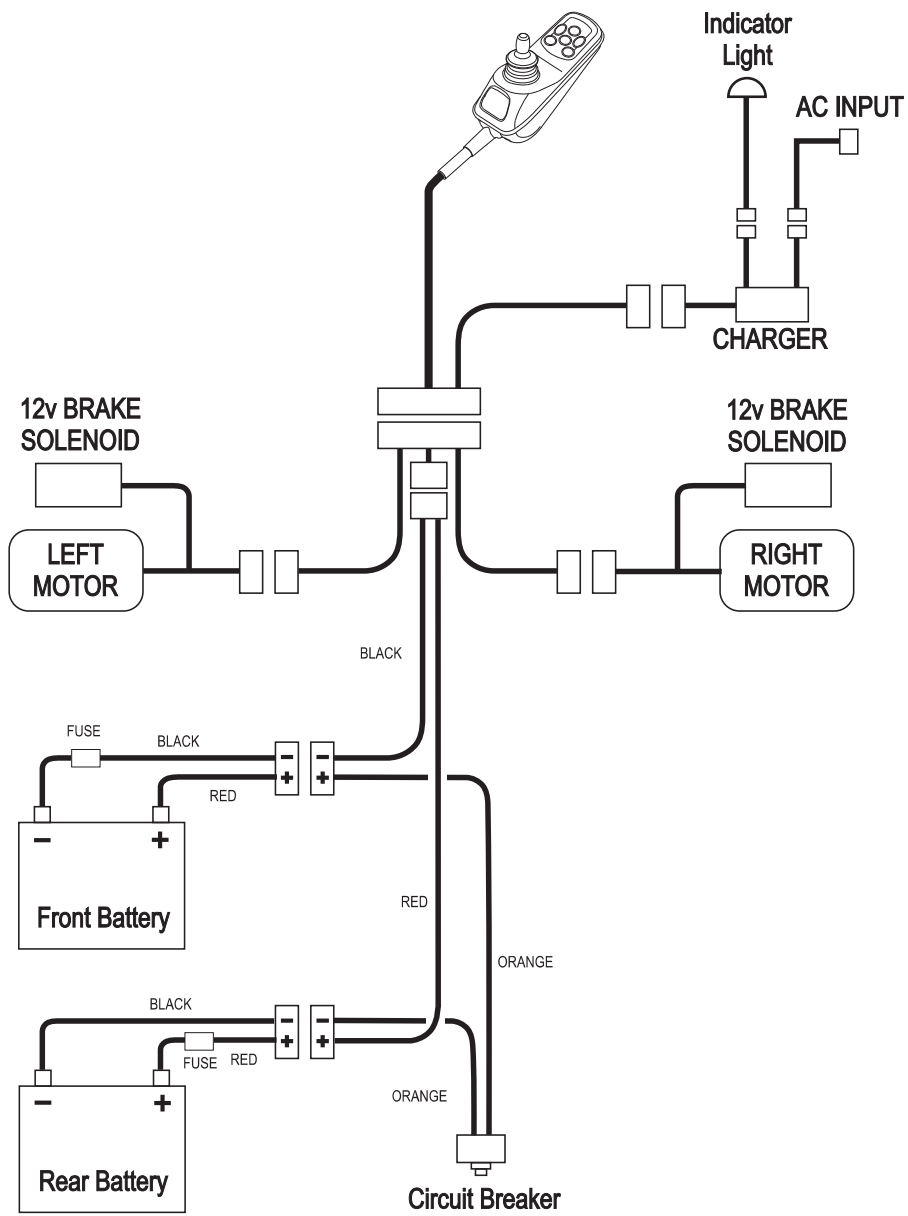 Indicator
Light
AC INPUT
CHARGER
12v BRAKE
SOLENOID
12v BRAKE
SOLENOID
LEFT
MOTOR
RIGHT
MOTOR
BLACK
FUSE
BLACK
- -
+ +
RED
- +
Front Battery
RED
ORANGE
BLACK
- -
+ +
FUSE
RED
- +
ORANGE
Rear Battery
Circuit Breaker